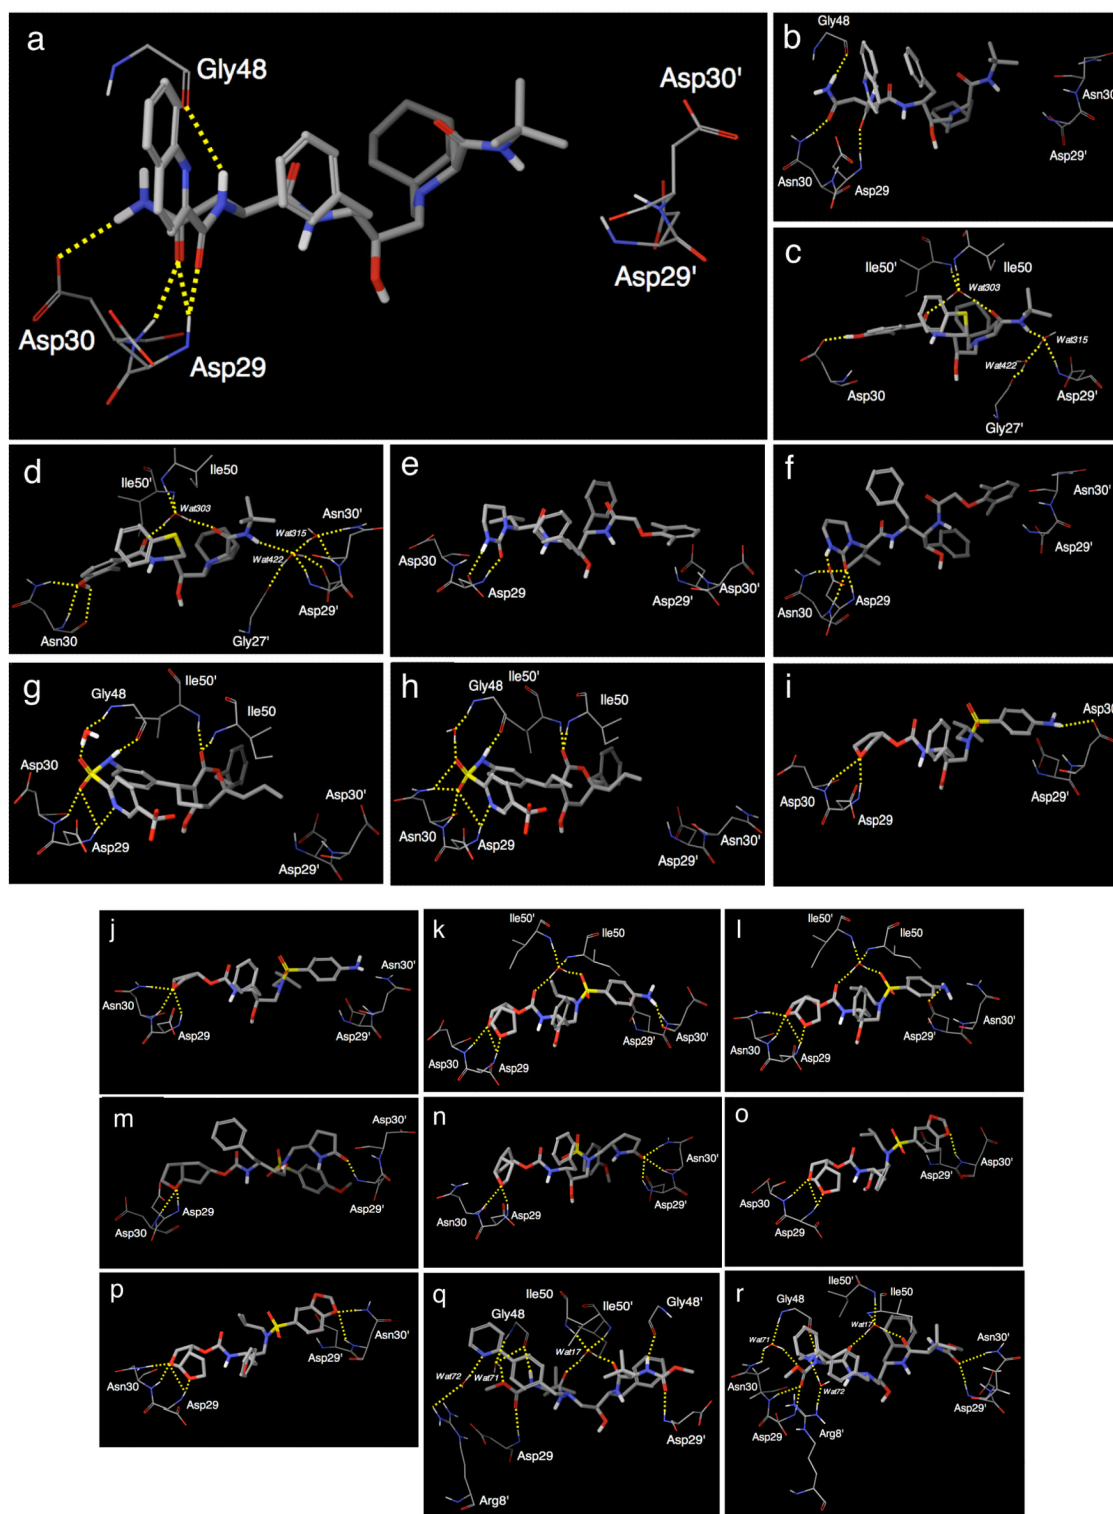 a
Gly48
Asp30'
Asp29'
Asp30
Asp29
b
Gly48
Asn30
Asp29'
Asn30
Asp29
c
Ile50'
Ile50
Wat303
Wat315
Wat422
Asp30
Asp29'
Gly27'
d
Ile50
Ile50'
Wat303
Wat315
Asn30'
Wat422
Asp29'
Asn30
Gly27'
e
Asp30
Asp29
Asp29'
Asp30'
f
Asn30'
Asp29'
Asn30
Asp29
g
Ile50'
Gly48
Ile50
Asp30
Asp30'
Asp29
Asp29'
h
Gly48
Ile50'
Ile50
Asn30
Asp29
Asn30'
Asp29'
i
Asp30
Asp30
Asp29'
Asp29
j
Asn30'
Asn30
Asp29
Asp29'
k
Ile50'
Ile50
Asp29'
Asp30'
Asp30
Asp29
l
Ile50'
Ile50
Asn30'
Asp29'
Asn30
Asp29
m
Asp30'
Asp29
Asp30
Asp29'
n
Asn30'
Asn30
Asp29
Asp29'
o
Asp29'
Asp30'
Asp30
Asp29
p
Asn30'
Asp29'
Asn30
Asp29
q
Ile50
Ile50'
Gly48'
Gly48
Wat17
Wat72
Wat71
Asp29
Asp29'
Arg8'
r
Ile50'
Gly48
Ile50
Wat71
Wat17
Asn30'
Asn30
Wat72
Asp29
Arg8'
Asp29'